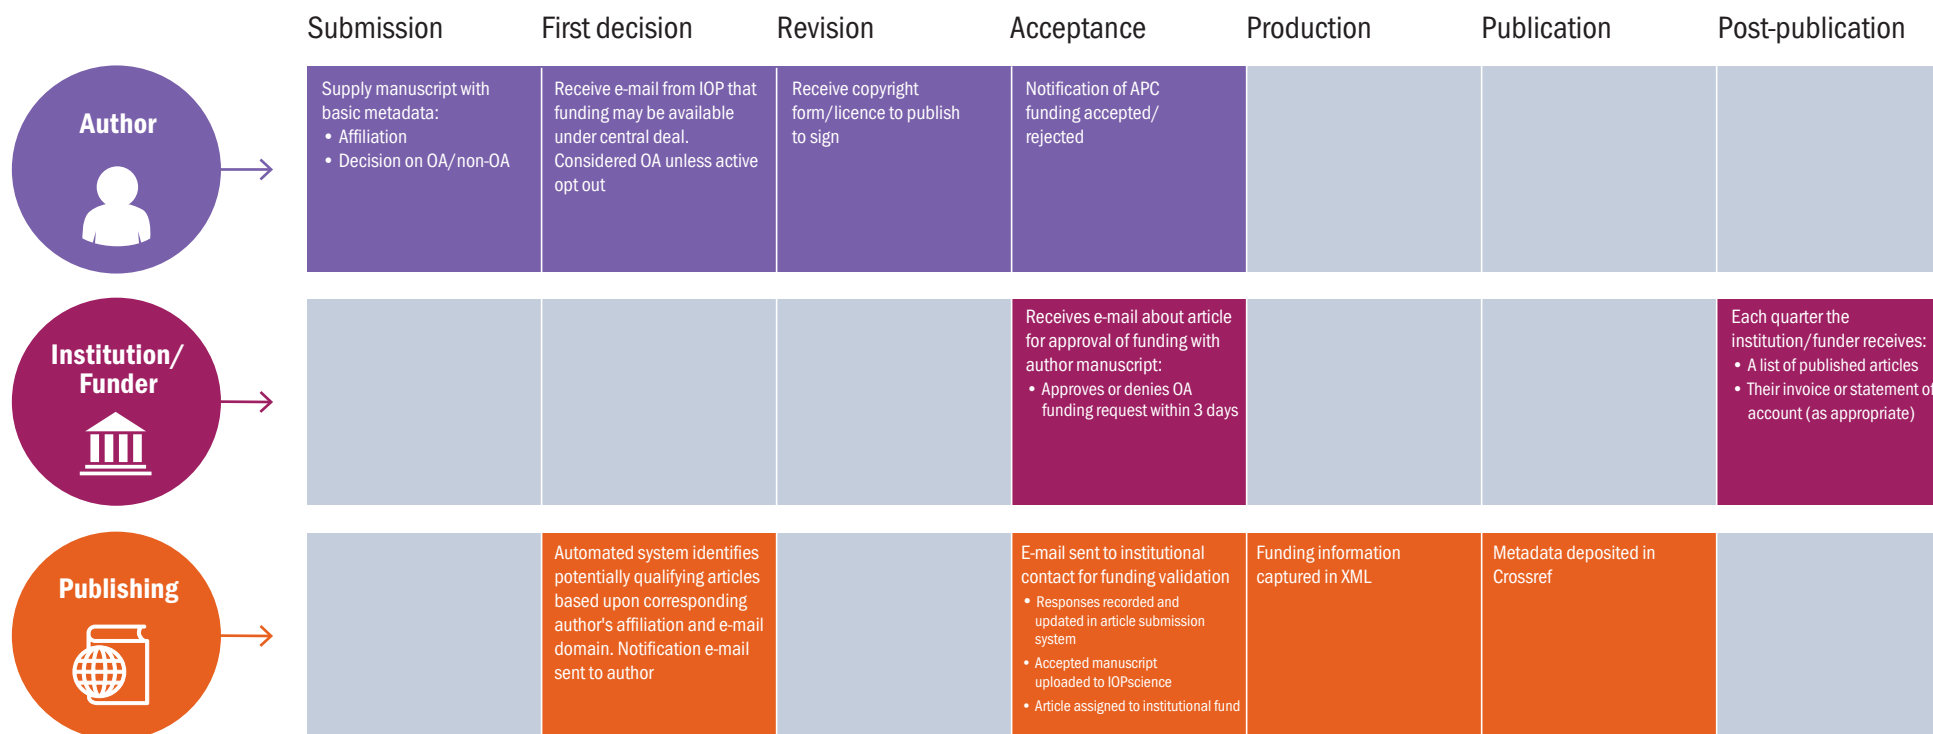 Submission
First decision
Revision
Acceptance
Production
Publication
Post-publication
Author
Supply manuscript with
basic metadata:
• Affiliation
• Decision on OA/non-OA
Receive e-mail from IOP that
funding may be available
under central deal.
Considered OA unless active
opt out
Receive copyright
form/licence to publish
to sign
Notification of APC
funding accepted/
rejected
Institution/
Funder
Receives e-mail about article
for approval of funding with
author manuscript:
• Approves or denies OA
funding request within 3 days
Each quarter the
institution/funder receives:
• A list of published articles
• Their invoice or statement of
account (as appropriate)
Publishing
Automated system identifies
potentially qualifying articles
based upon corresponding
author's affiliation and e-mail
domain. Notification e-mail
sent to author
E-mail sent to institutional
contact for funding validation
• Responses recorded and
updated in article submission
system
• Accepted manuscript
uploaded to IOPscience
• Article assigned to institutional fund
Funding information
captured in XML
Metadata deposited in
Crossref